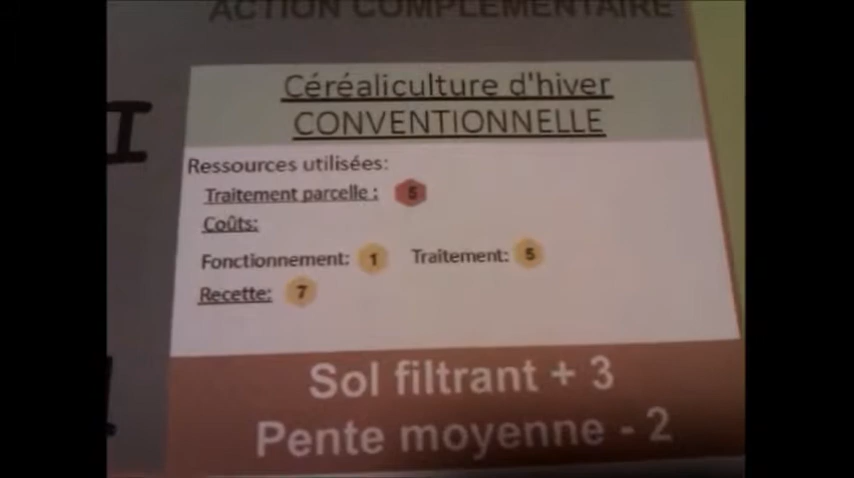 ACTION COMPLÉMENTAIRE
Céréaliculture d'hiver
CONVENTIONNELLE
Ressources utilisées:
Traitement parcelle : 5
Coûts:
Fonctionnement: 1 Traitement: 5
Recette: 7
Sol filtrant + 3
Pente moyenne - 2